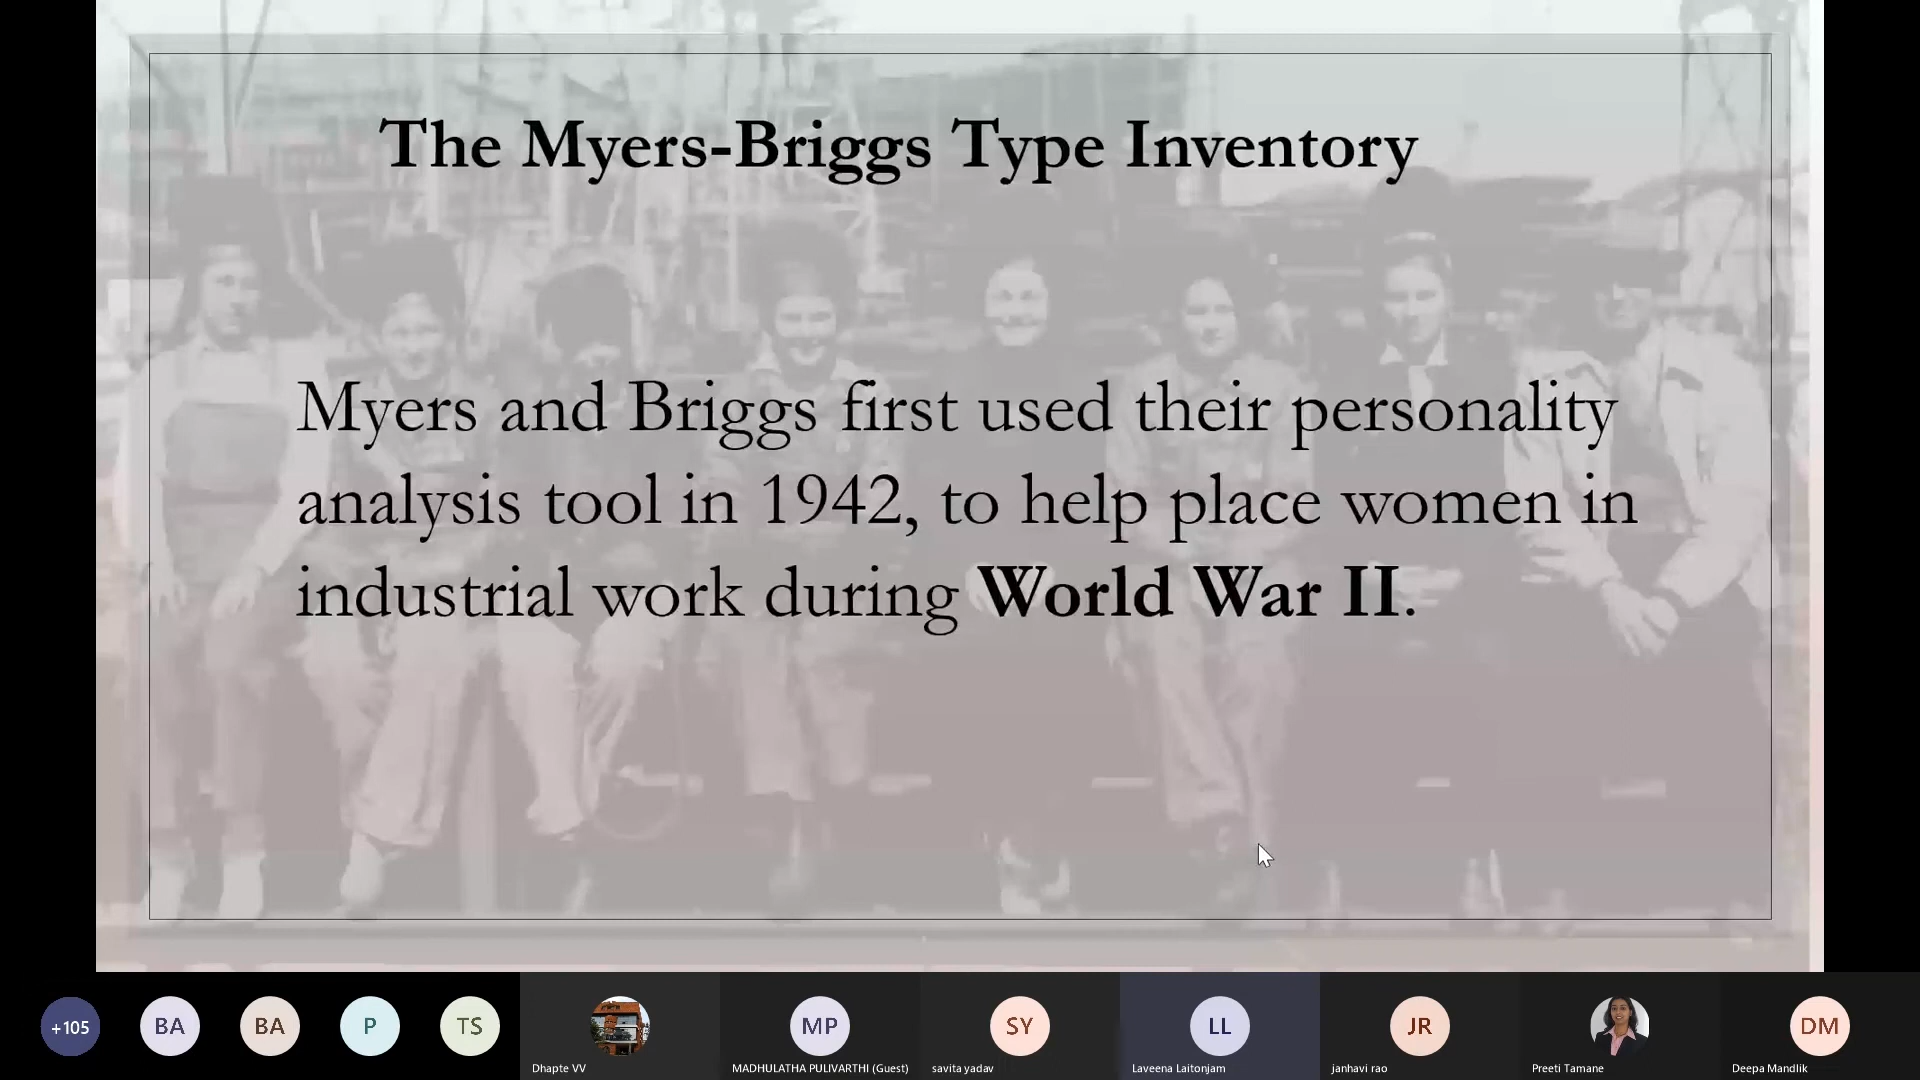 The Myers-Briggs Type Inventory
Myers and Briggs first used their personality
analysis tool in 1942, to help place women in
industrial work during World War II.
+105
BA
BA
P
TS
MP
SY
LL
JR
DM
Dhapte VV
MADHULATHA PULIVARTHI (Guest)
savita yadav
Laveena Laitonjam
janhavi rao
Preeti Tamane
Deepa Mandlik